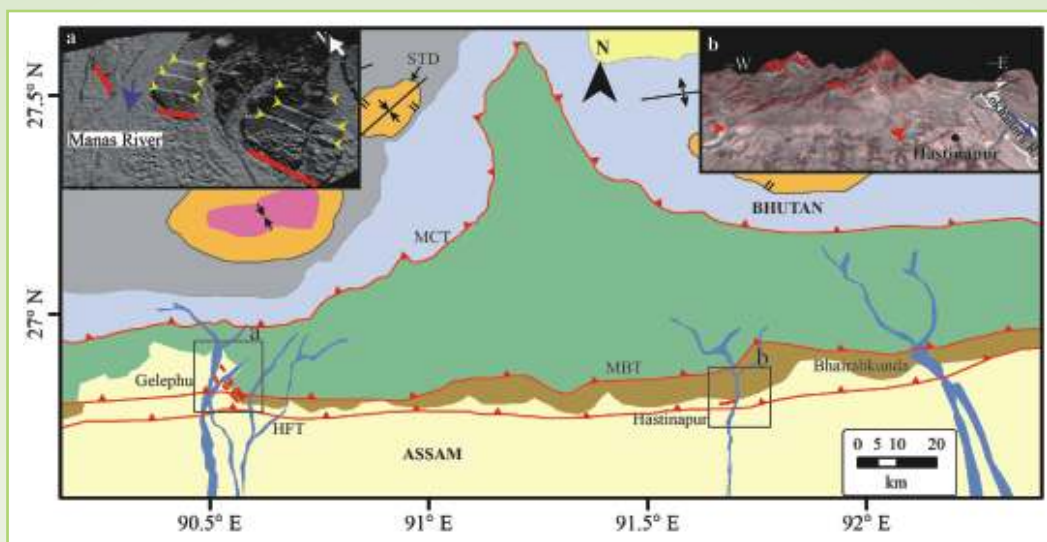 a
N
Manas River
STD
N
b
W
E
Hastinapur
27.5° N
27° N
BHUTAN
MCT
a
Gelephu
MBT
b
Bhairabkunda
Hastinapur
HFT
ASSAM
0 5 10 20
km
90.5° E
91° E
91.5° E
92° E